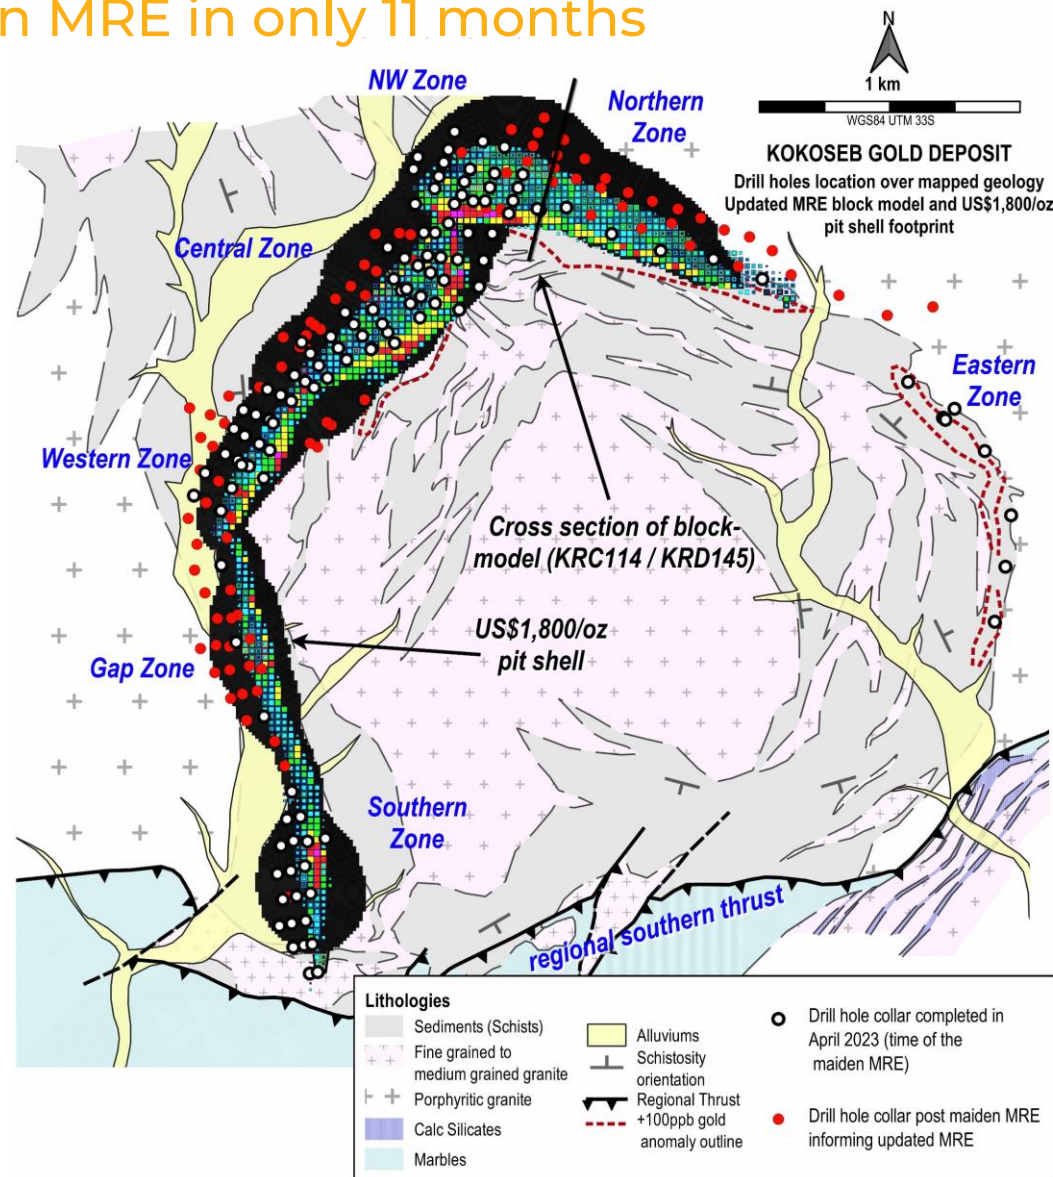 n MRE in only 11 months
N
1 km
WGS84 UTM 33S
KOKOSEB GOLD DEPOSIT
Drill holes location over mapped geology
Updated MRE block model and US$1,800/oz
pit shell footprint
NW Zone
Northern
Zone
Central Zone
Eastern
Zone
Western Zone
Cross section of block-
model (KRC114 / KRD145)
US$1,800/oz
pit shell
Gap Zone
Southern
Zone
regional southern thrust
Lithologies
Sediments (Schists)
Fine grained to
medium grained granite
Porphyritic granite
Calc Silicates
Marbles
Alluviums
Schistosity
orientation
Regional Thrust
+100ppb gold
anomaly outline
Drill hole collar completed in
April 2023 (time of the
maiden MRE)
Drill hole collar post maiden MRE
informing updated MRE